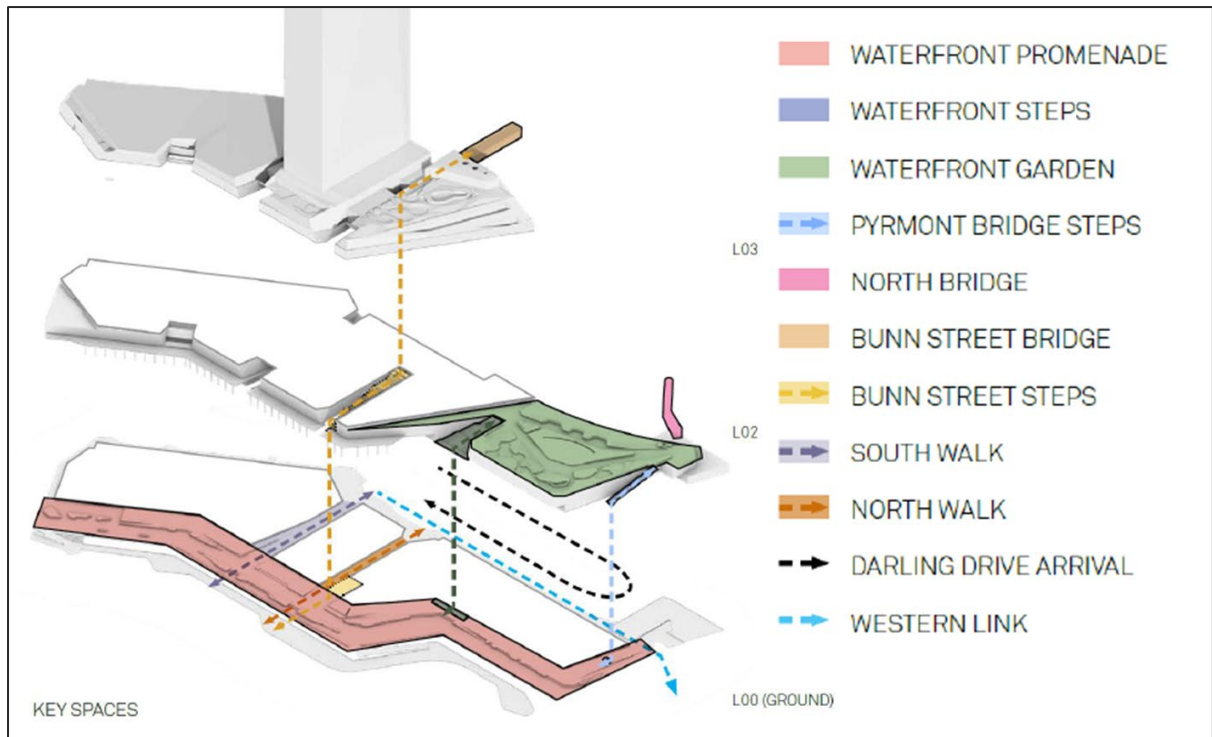 WATERFRONT PROMENADE
WATERFRONT STEPS
WATERFRONT GARDEN
PYRMONT BRIDGE STEPS
L03
NORTH BRIDGE
BUNN STREET BRIDGE
BUNN STREET STEPS
L02
SOUTH WALK
NORTH WALK
DARLING DRIVE ARRIVAL
WESTERN LINK
L00 (GROUND)
KEY SPACES